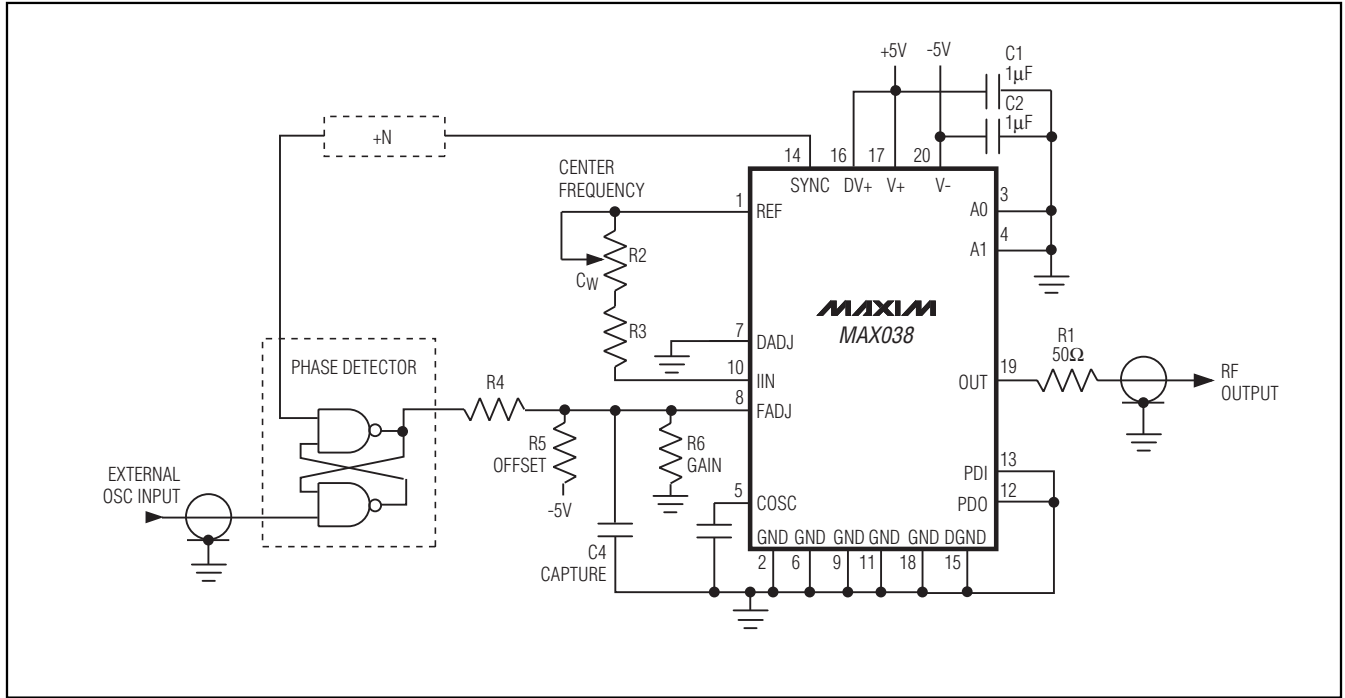 +5V
-5V
C1
1µF
C2
1µF
+N
14
16
17
20
SYNC
DV+
V+
V-
CENTER
FREQUENCY
1
REF
R2
CW
R3
3
A0
4
A1
MAXIM
MAX038
7
DADJ
10
IIN
8
FADJ
PHASE DETECTOR
R4
R5
OFFSET
-5V
R6
GAIN
R1
50Ω
19
OUT
RF
OUTPUT
EXTERNAL
OSC INPUT
5
COSC
C4
CAPTURE
13
PDI
12
PDO
GND
GND
GND
GND
GND
DGND
2
6
9
11
18
15